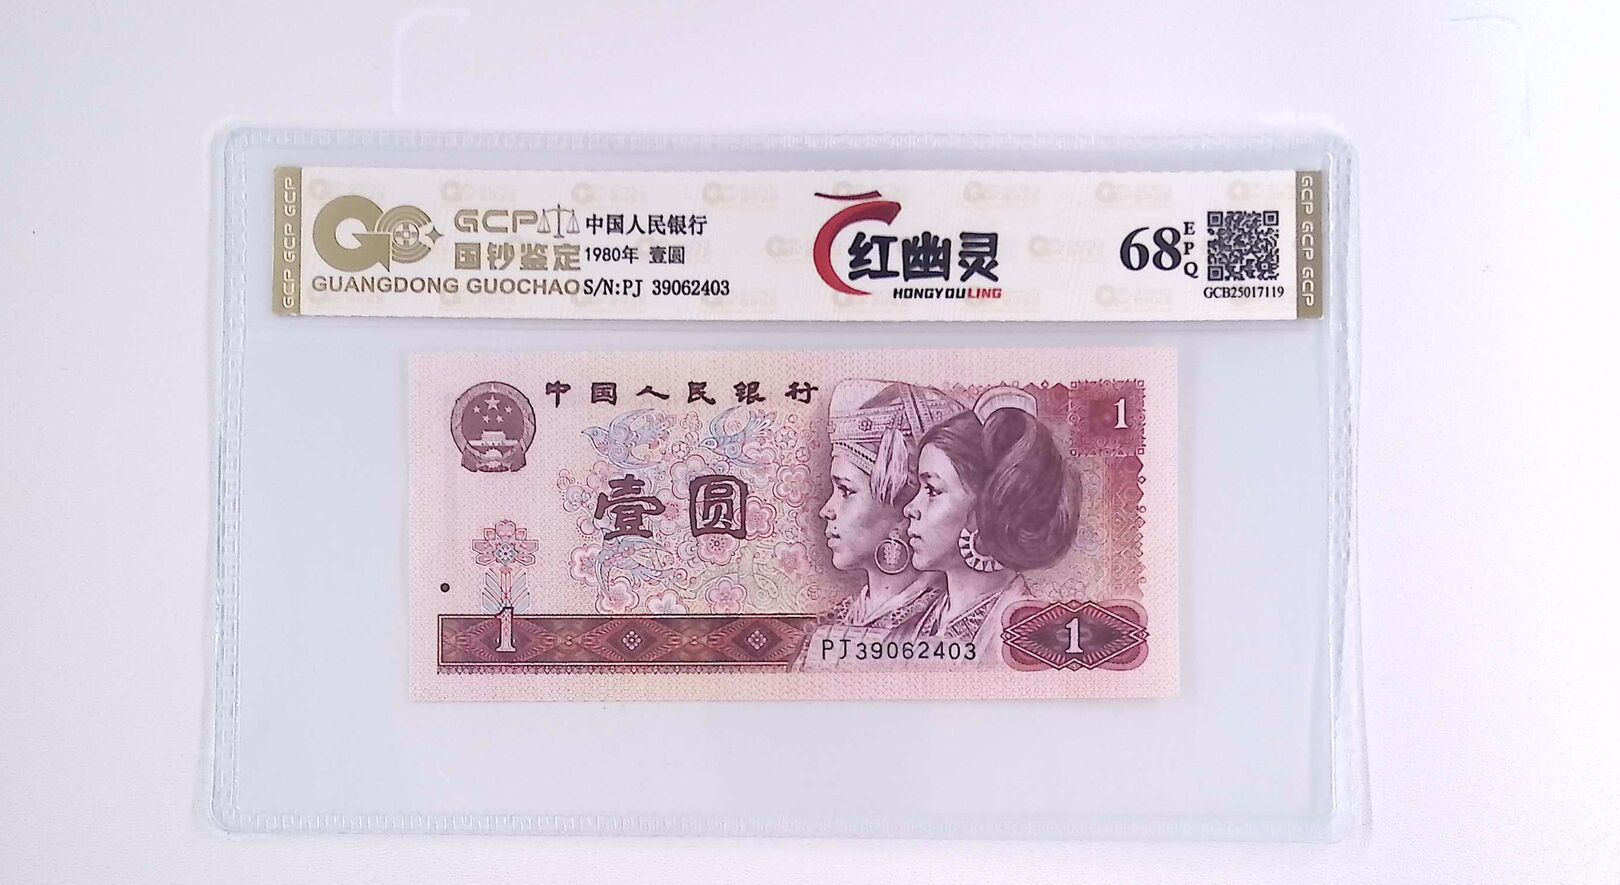 GCP GCP GCP
GCP 中国人民银行
国钞鉴定 1980年 壹圆
GUANGDONG GUOCHAO S/N:PJ 39062403
红幽灵
HONGYOULING
68 EPQ
GCB25017119
GCP GCP GCP
中国人民银行
1
壹圆
1
PJ39062403
1